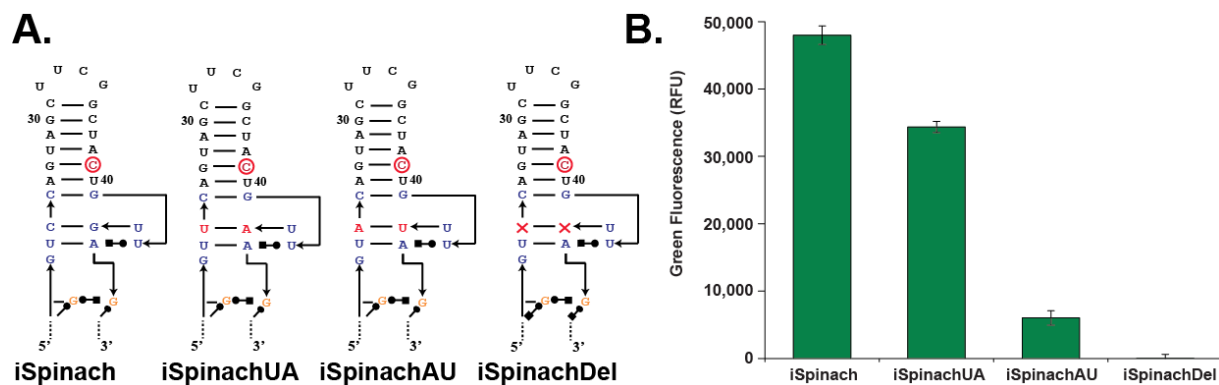 A.
U C
U G
C G
G C
30 A U
U A
G C
A U 40
C G
C G U
U A U
G
G G
5' 3'
iSpinach
U C
U G
C G
G C
30 A U
U A
G C
A U 40
C G
U A U
U A U
G
G G
5' 3'
iSpinachUA
U C
U G
C G
G C
30 A U
U A
G C
A U 40
C G
A U U
U A U
G
G G
5' 3'
iSpinachAU
U C
U G
C G
G C
30 A U
U A
G C
A U 40
C G
U
U A U
G
G G
5' 3'
iSpinachDel
B.
Green Fluorescence (RFU)
50,000
40,000
30,000
20,000
10,000
0
iSpinach iSpinachUA iSpinachAU iSpinachDel